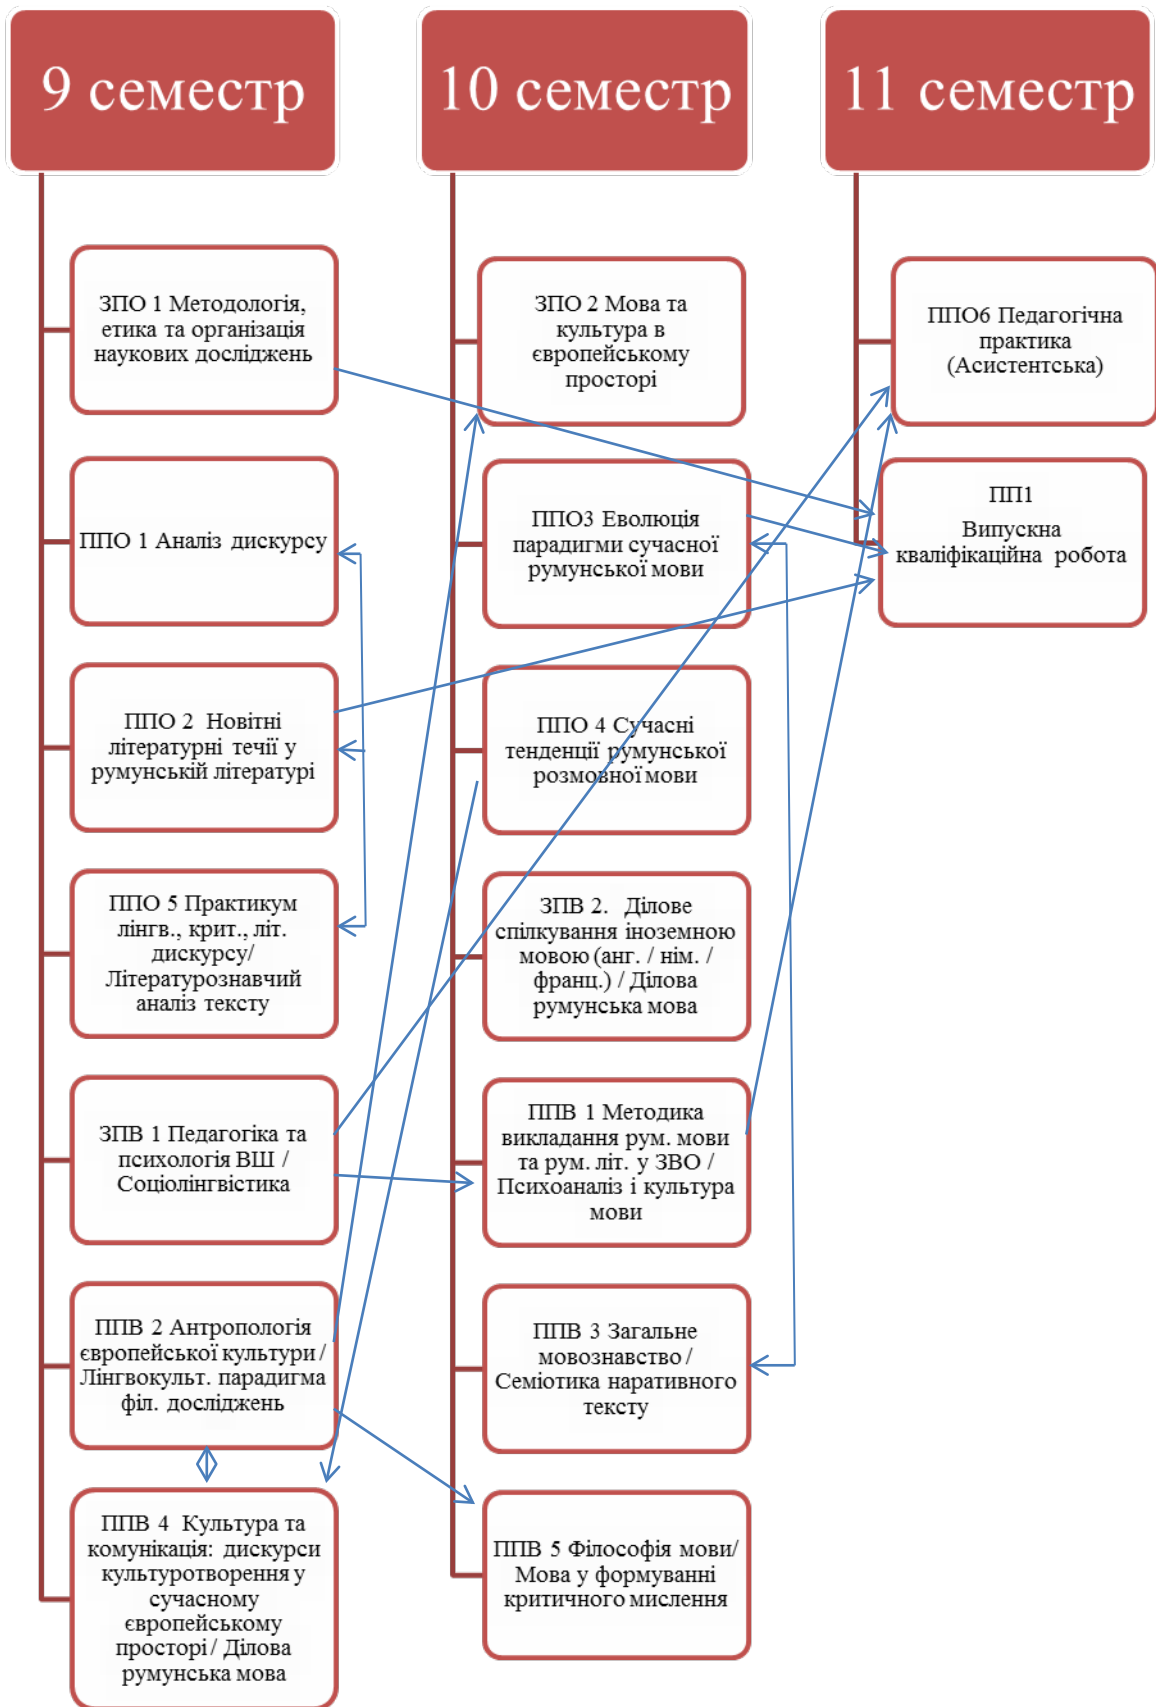 9 семестр
ЗПО 1 Методологія,
етика та організація
наукових досліджень
ППО 1 Аналіз дискурсу
ППО 2 Новітні
літературні течії у
румунській літературі
ППО 5 Практикум
лінгв., крит., літ.
дискурсу/
Літературознавчий
аналіз тексту
ЗПВ 1 Педагогіка та
психологія ВШ /
Соціолінгвістика
ППВ 2 Антропологія
європейської культури /
Лінгвокульт. парадигма
філ. досліджень
ППВ 4 Культура та
комунікація: дискурси
культуротворення у
сучасному
європейському
просторі / Ділова
румунська мова
10 семестр
ЗПО 2 Мова та
культура в
європейському
просторі
ППО3 Еволюція
парадигми сучасної
румунської мови
ППО 4 Сучасні
тенденції румунської
розмовної мови
ЗПВ 2. Ділове
спілкування іноземною
мовою (анг. / нім. /
франц.) / Ділова
румунська мова
ППВ 1 Методика
викладання рум. мови
та рум. літ. у ЗВО /
Психоаналіз і культура
мови
ППВ 3 Загальне
мовознавство /
Семіотика наративного
тексту
ППВ 5 Філософія мови/
Мова у формуванні
критичного мислення
11 семестр
ППО6 Педагогічна
практика
(Асистентська)
ПП1
Випускна
кваліфікаційна робота